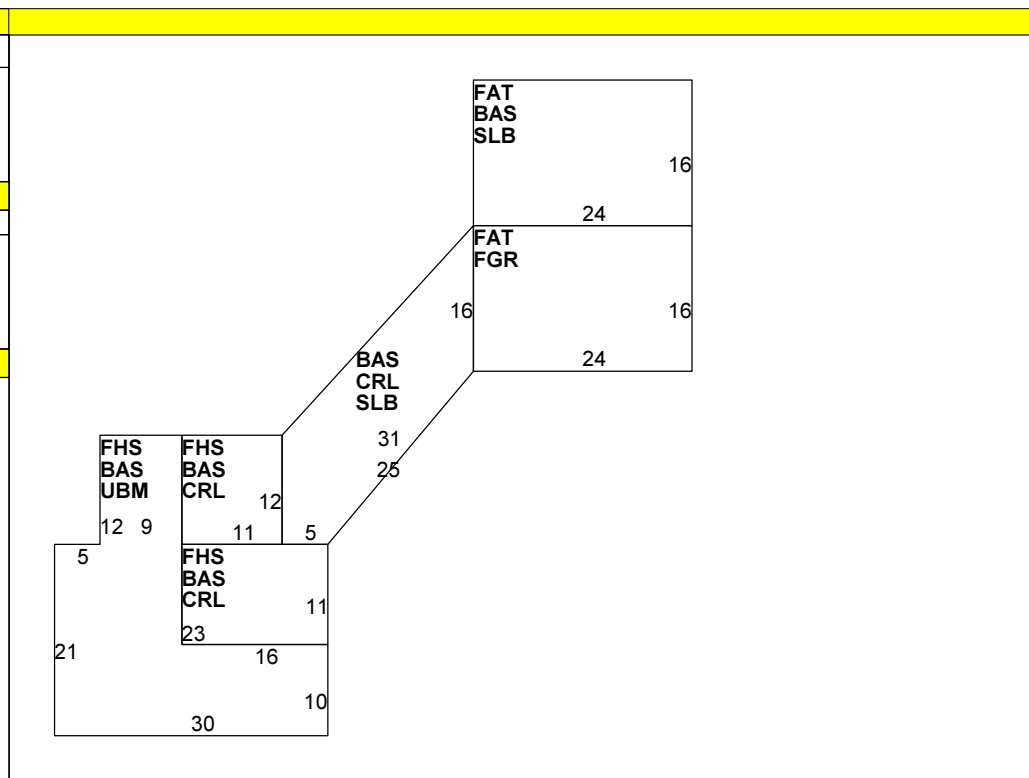 FAT
BAS
SLB
16
24
FAT
FGR
16
16
24
BAS
CRL
SLB
31
25
FHS
BAS
UBM
12 9
FHS
BAS
CRL
12
11
5
5
FHS
BAS
CRL
11
23
21
16
10
30